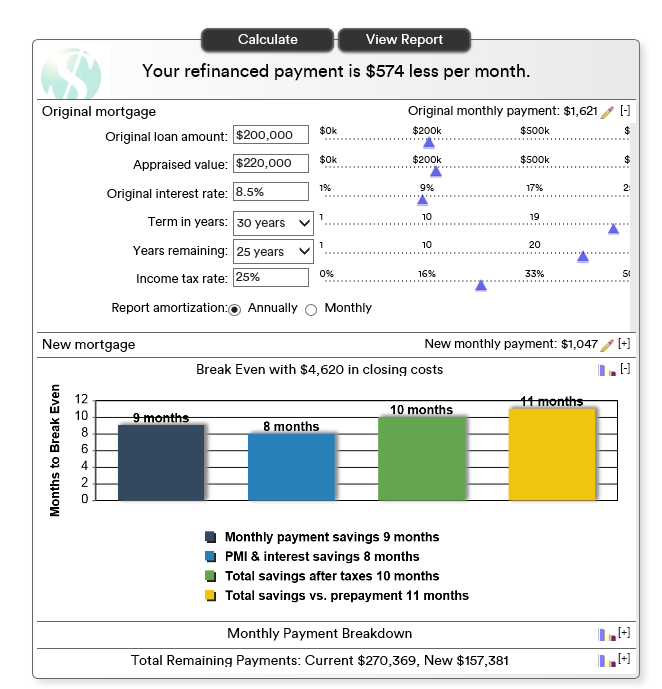 Calculate View Report
Your refinanced payment is $574 less per month.
Original mortgage Original monthly payment: $1,621 [-]
Original loan amount: $200,000 $0k $200k $500k $
Appraised value: $220,000 $0k $200k $500k $
Original interest rate: 8.5% 1% 9% 17% 2
Term in years: 30 years 1 10 19
Years remaining: 25 years 1 10 20
Income tax rate: 25% 0% 16% 33% 50
Report amortization: Annually Monthly
New mortgage New monthly payment: $1,047 [+]
Break Even with $4,620 in closing costs [-]
Months to Break Even
12
10
8
6
4
2
0
9 months
8 months
10 months
11 months
Monthly payment savings 9 months
PMI & interest savings 8 months
Total savings after taxes 10 months
Total savings vs. prepayment 11 months
Monthly Payment Breakdown [+]
Total Remaining Payments: Current $270,369, New $157,381 [+]